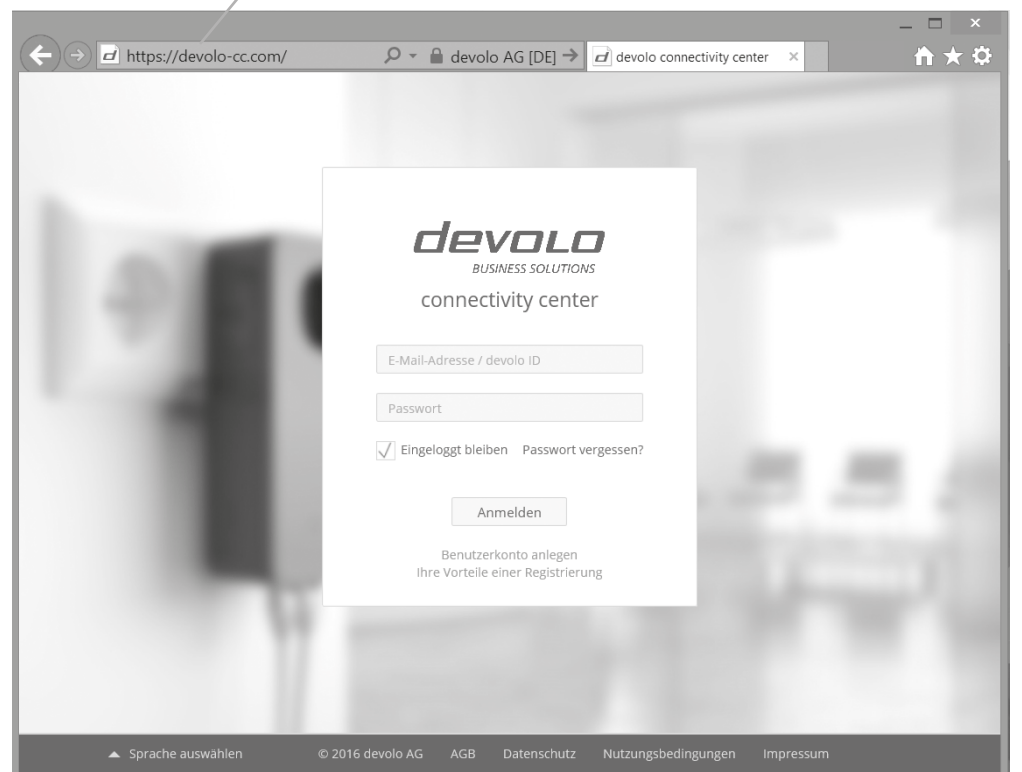 https://devolo-cc.com/ devolo AG [DE] devolo connectivity center
devolo
BUSINESS SOLUTIONS
connectivity center
E-Mail-Adresse / devolo ID
Passwort
Eingeloggt bleiben Passwort vergessen?
Anmelden
Benutzerkonto anlegen
Ihre Vorteile einer Registrierung
Sprache auswählen © 2016 devolo AG AGB Datenschutz Nutzungsbedingungen Impressum